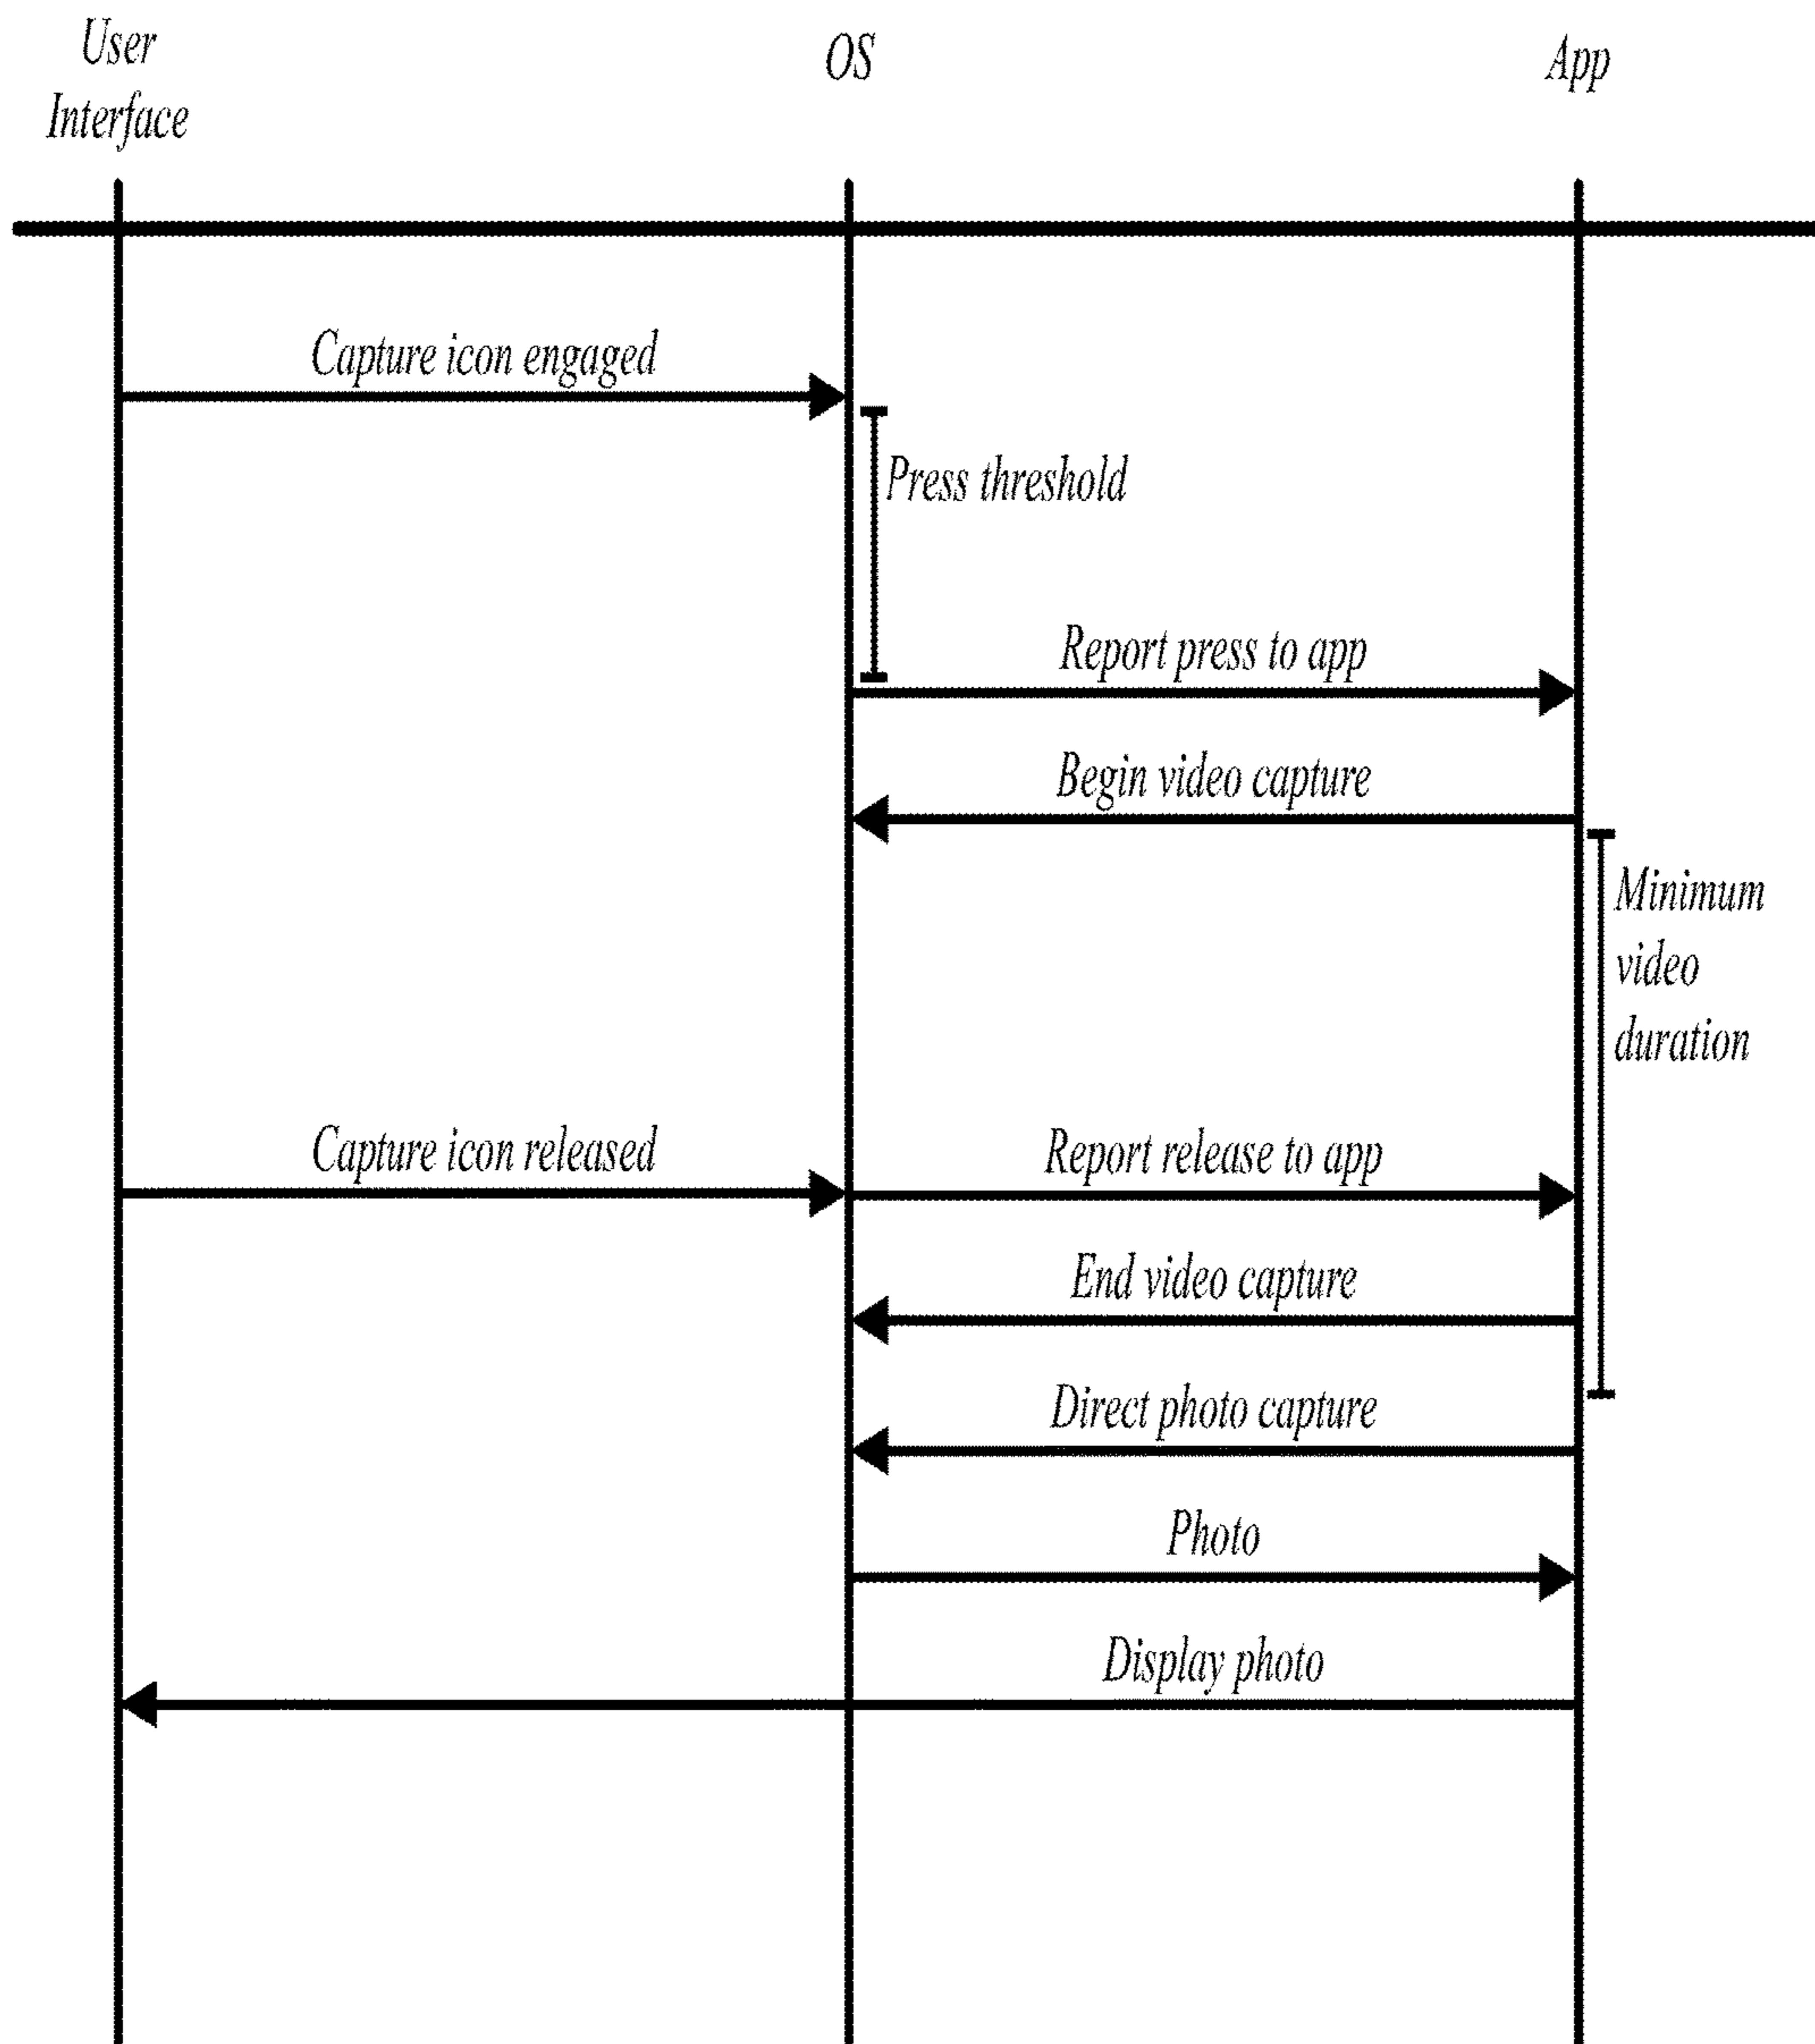 User
Interface
OS
App
Capture icon engaged
Press threshold
Report press to app
Begin video capture
Minimum
video
duration
Capture icon released
Report release to app
End video capture
Direct photo capture
Photo
Display photo